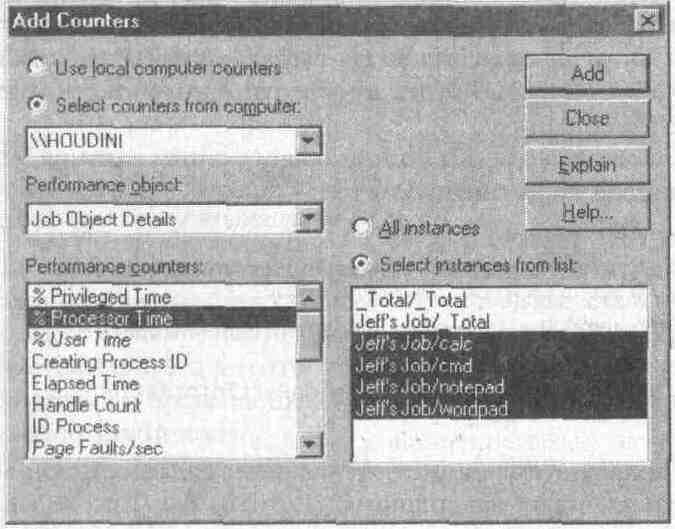 Add Counters
Use local computer counters
Select counters from computer:
\\HOUDINI
Performance object:
Job Object Details
Performance counters:
% Privileged Time
% Processor Time
% User Time
Creating Process ID
Elapsed Time
Handle Count
ID Process
Page Faults/sec
Add
Close
Explain
Help...
All instances
Select instances from list:
_Total/_Total
Jeff's Job/_Total
Jeff's Job/calc
Jeff's Job/cmd
Jeff's Job/notepad
Jeff's Job/wordpad